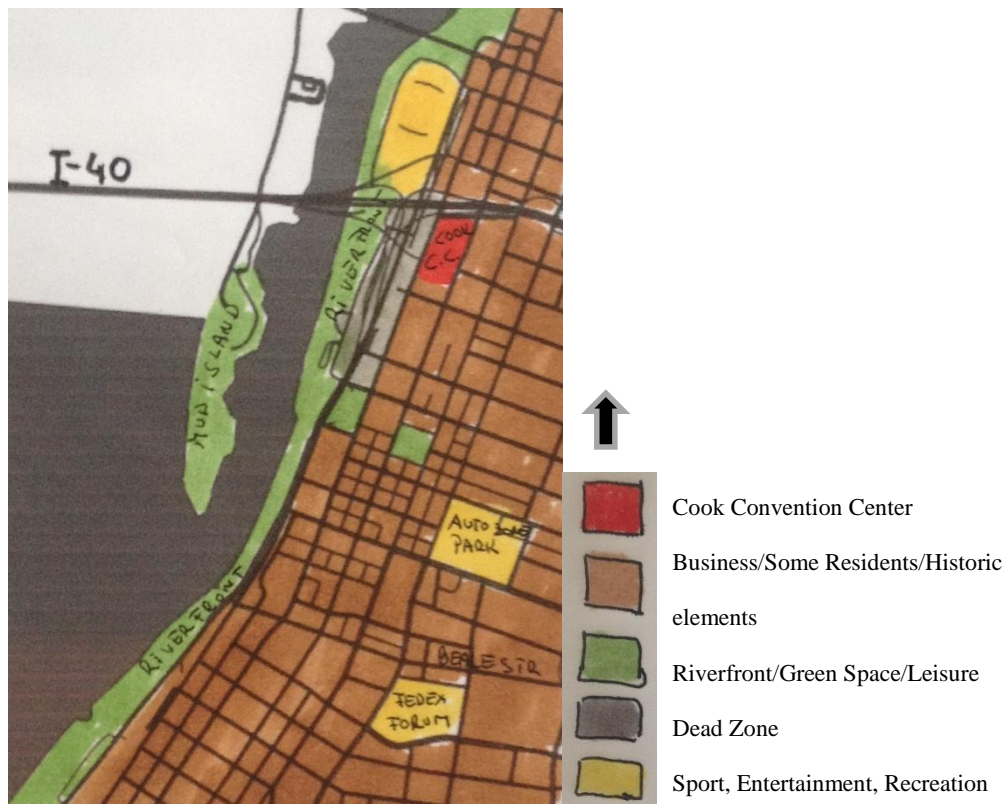 I-40
RIVERFRONT
COOK
C.C.
MUD ISLAND
AUTO ZONE
PARK
RIVERFRONT
BEALE STR
FEDEX
FORUM
Cook Convention Center
Business/Some Residents/Historic
elements
Riverfront/Green Space/Leisure
Dead Zone
Sport, Entertainment, Recreation